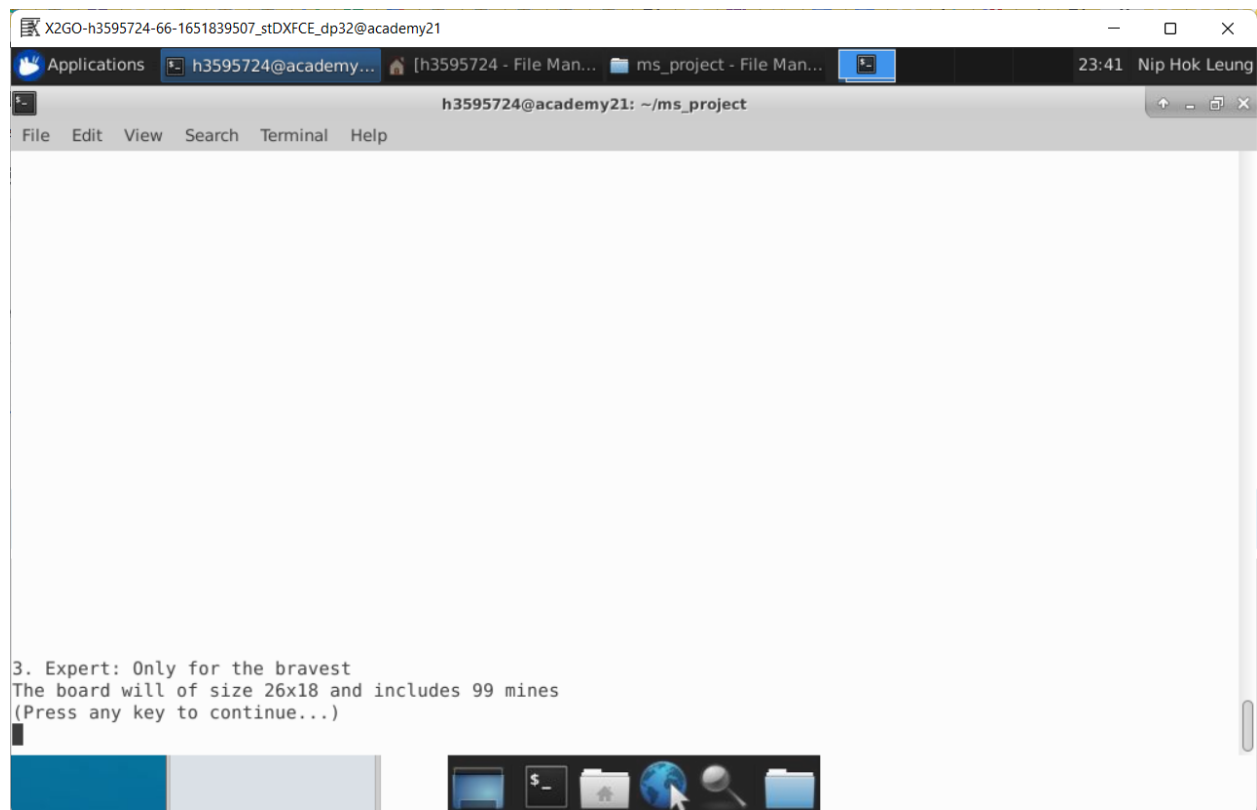 X2GO-h3595724-66-1651839507_stDXFCE_dp32@academy21
Applications h3595724@academy... [h3595724 - File Man... ms_project - File Man... 23:41 Nip Hok Leung
h3595724@academy21: ~/ms_project
File Edit View Search Terminal Help
3. Expert: Only for the bravest
The board will of size 26x18 and includes 99 mines
(Press any key to continue...)